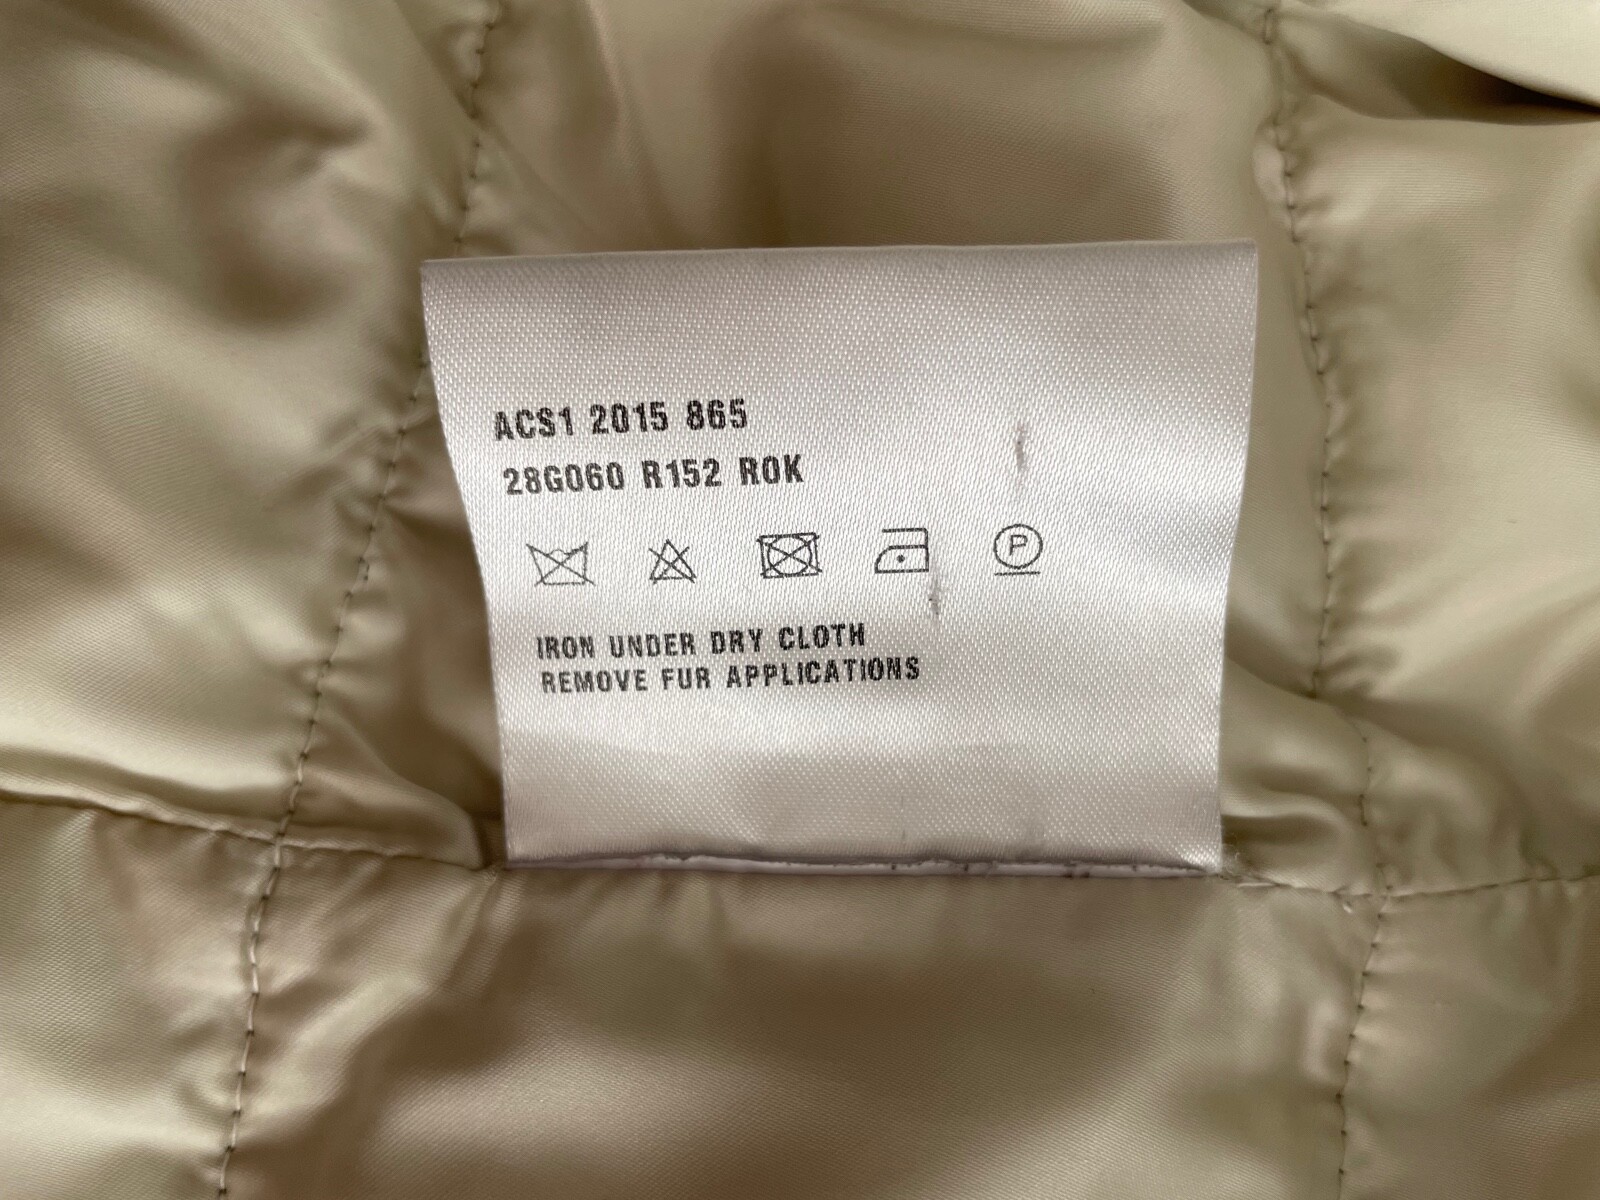 ACS1 2015 865
28G060 R152 ROK
P
IRON UNDER DRY CLOTH
REMOVE FUR APPLICATIONS